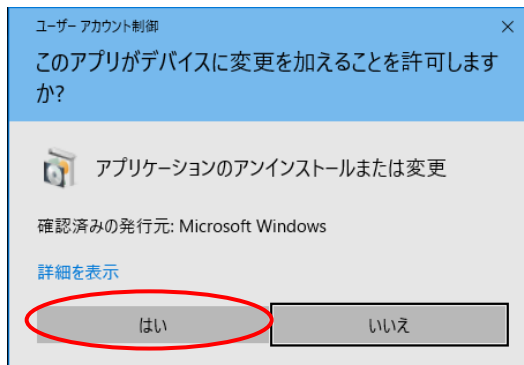 ユーザー アカウント制御
このアプリがデバイスに変更を加えることを許可します
か?
アプリケーションのアンインストールまたは変更
確認済みの発行元: Microsoft Windows
詳細を表示
はい
いいえ